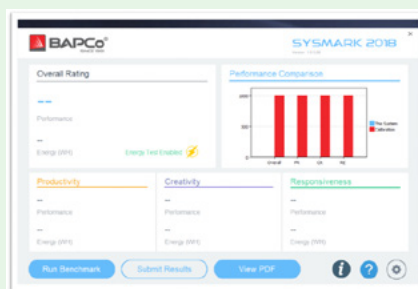 BAPCo®
SYSMARK 2018
Overall Rating
--
Performance
--
Energy (WH)
Energy Test Enabled
Performance Comparison
1000
500
0
Overall
PA
CA
RE
This System
Calibration
Productivity
--
Performance
--
Energy (WH)
Creativity
--
Performance
--
Energy (WH)
Responsiveness
--
Performance
--
Energy (WH)
Run Benchmark
Submit Results
View PDF
i
?